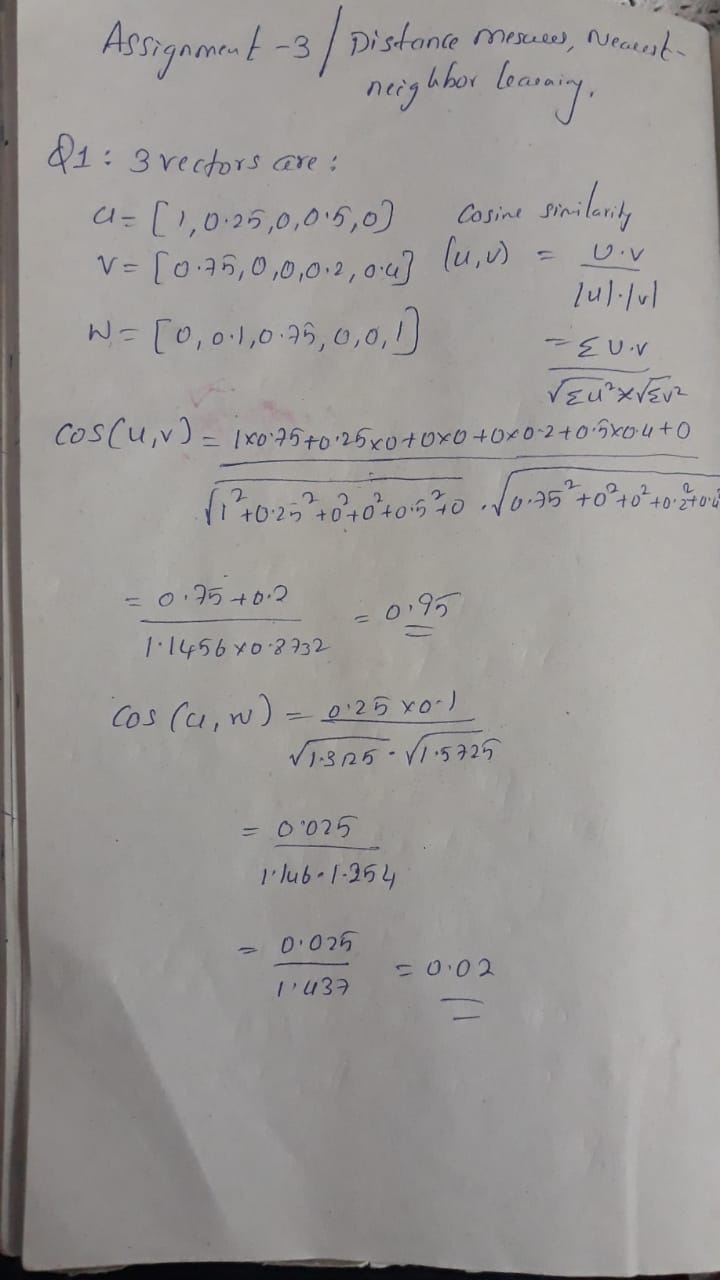 Assignment-3 / Distance mesures, Nearest-
neighbor learning.
Q1: 3 vectors are:
U= [1,0.25,0,0.5,0]
V= [0.75,0,0,0.2,0.4]
W= [0,0.1,0.75,0,0,1]
Cosine similarity
(u,v) = U.V
|u|.|v|
= Σ U.V
√Σu²×√Σv²
Cos(u,v) = 1×0.75+0.25×0+0×0+0×0.2+0.5×0.4+0
√1²+0.25²+0²+0²+0.5²+0 . √0.75²+0²+0²+0.2²+0.4²
= 0.75+0.2
1.1456×0.8732
= 0.95
Cos (u,w) = 0.25×0.1
√1.3125 . √1.5725
= 0.025
1.146.1.254
= 0.025
1.437
= 0.02